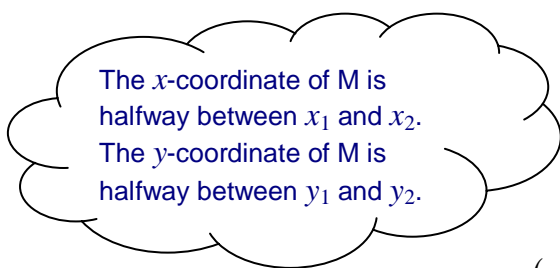 The x-coordinate of M is
halfway between x₁ and x₂.
The y-coordinate of M is
halfway between y₁ and y₂.
(